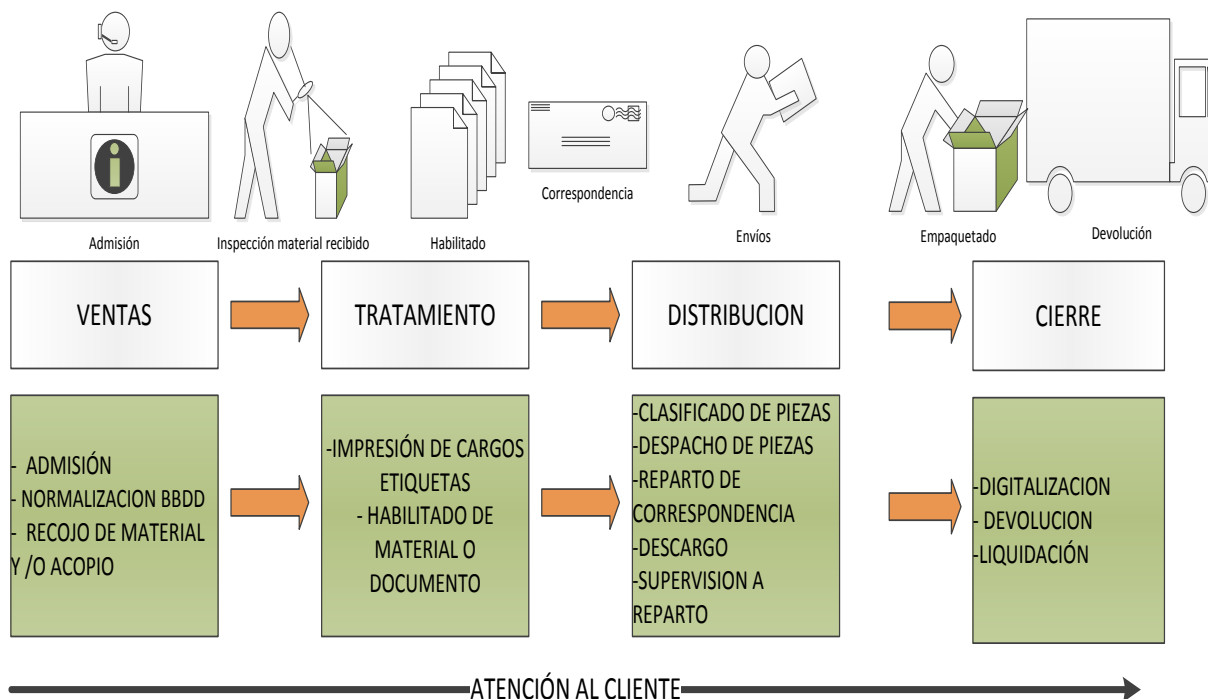 Admisión
Inspección material recibido
Habilitado
Correspondencia
Envíos
Empaquetado
Devolución
VENTAS
TRATAMIENTO
DISTRIBUCION
CIERRE
- ADMISIÓN
- NORMALIZACION BBDD
- RECOJO DE MATERIAL
Y /O ACOPIO
-IMPRESIÓN DE CARGOS
ETIQUETAS
- HABILITADO DE
MATERIAL O
DOCUMENTO
-CLASIFICADO DE PIEZAS
-DESPACHO DE PIEZAS
-REPARTO DE
CORRESPONDENCIA
-DESCARGO
-SUPERVISION A
REPARTO
-DIGITALIZACION
- DEVOLUCION
- LIQUIDACIÓN
ATENCIÓN AL CLIENTE